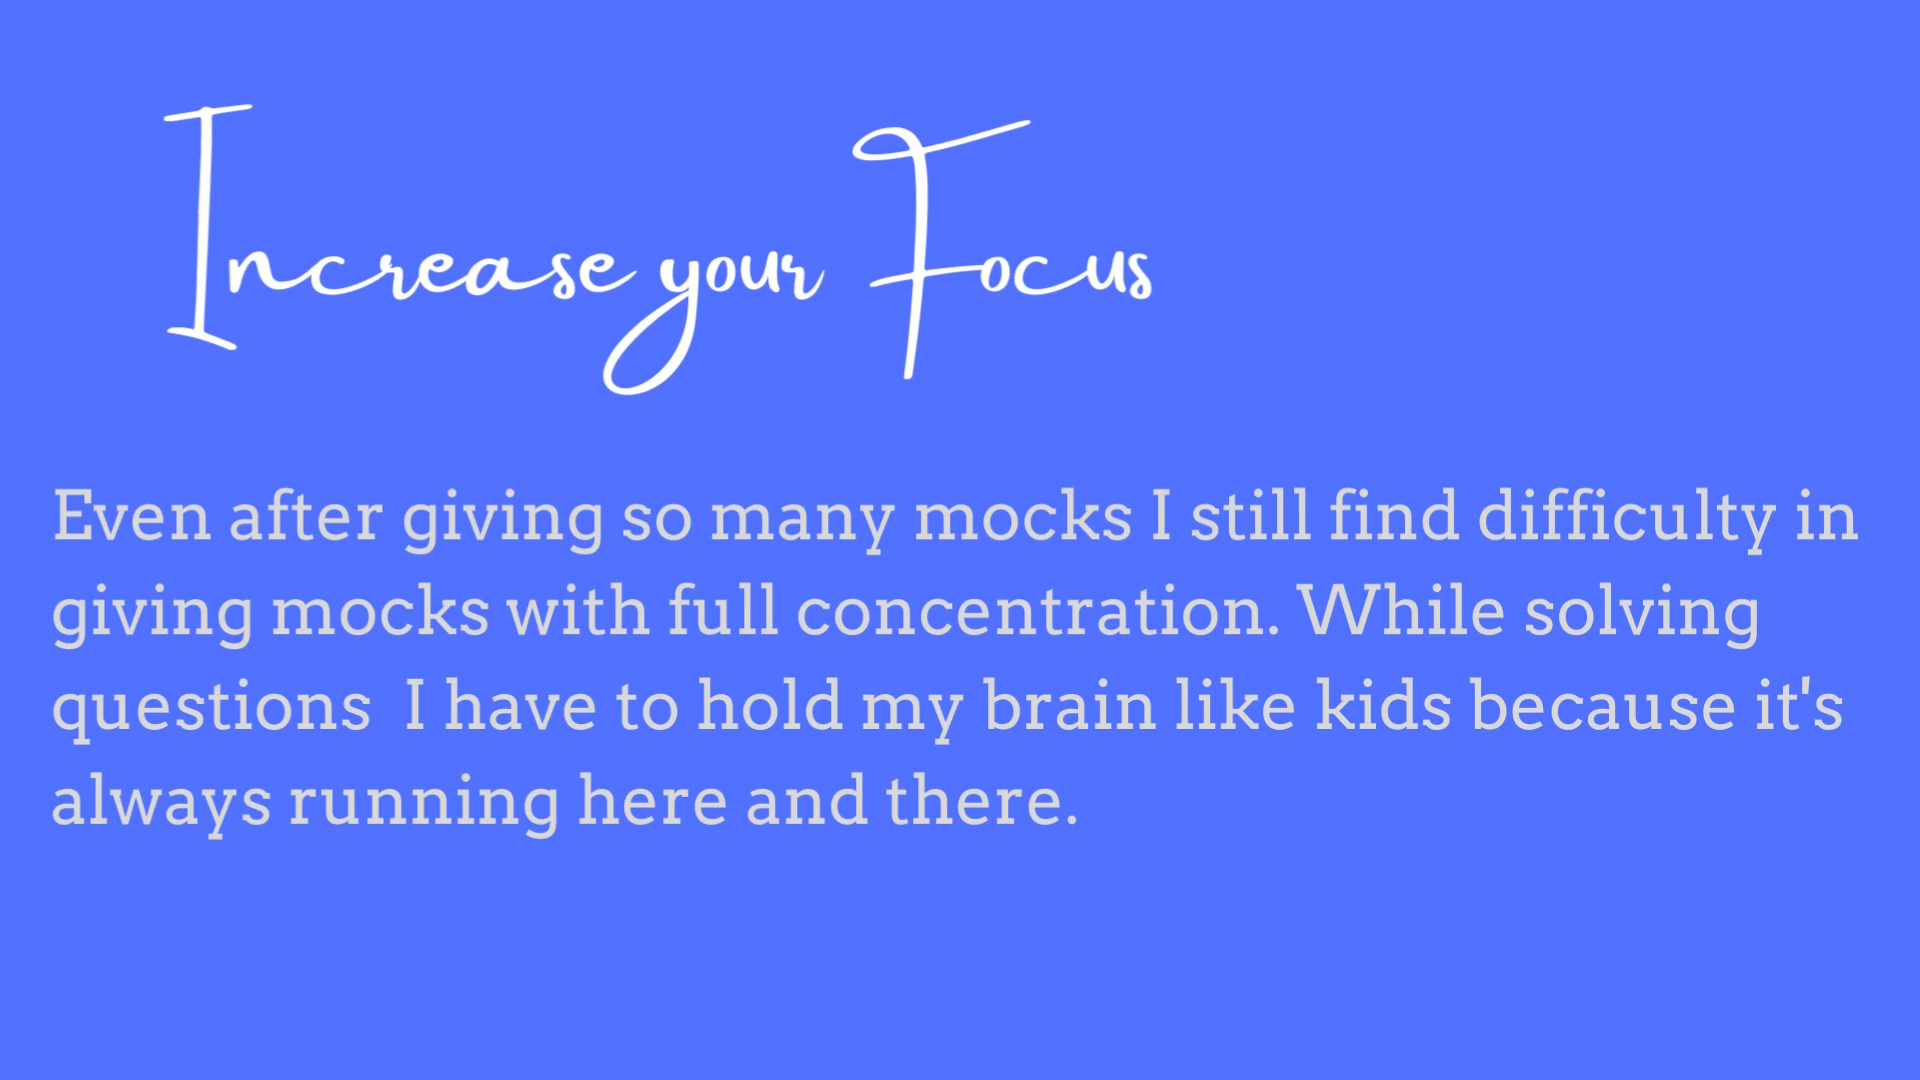 Increase your Focus
Even after giving so many mocks I still find difficulty in
giving mocks with full concentration. While solving
questions  I have to hold my brain like kids because it's
always running here and there.